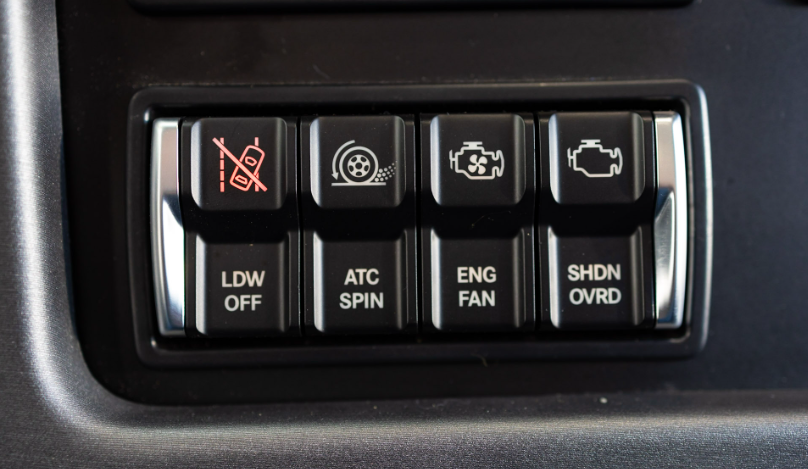 LDW
OFF
ATC
SPIN
ENG
FAN
SHDN
OVRD